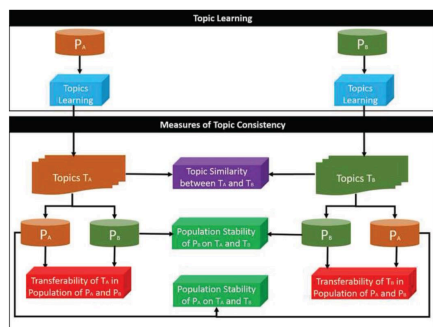 Topic Learning
PA
PB
Topics
Learning
Topics
Learning
Measures of Topic Consistency
Topics TA
Topic Similarity
between TA and TB
Topics TB
PA
PB
Population Stability
of PB on TA and TB
PB
PA
Transferability of TA in
Population of PA and PB
Population Stability
of PA on TA and TB
Transferability of TB in
Population of PA and PB